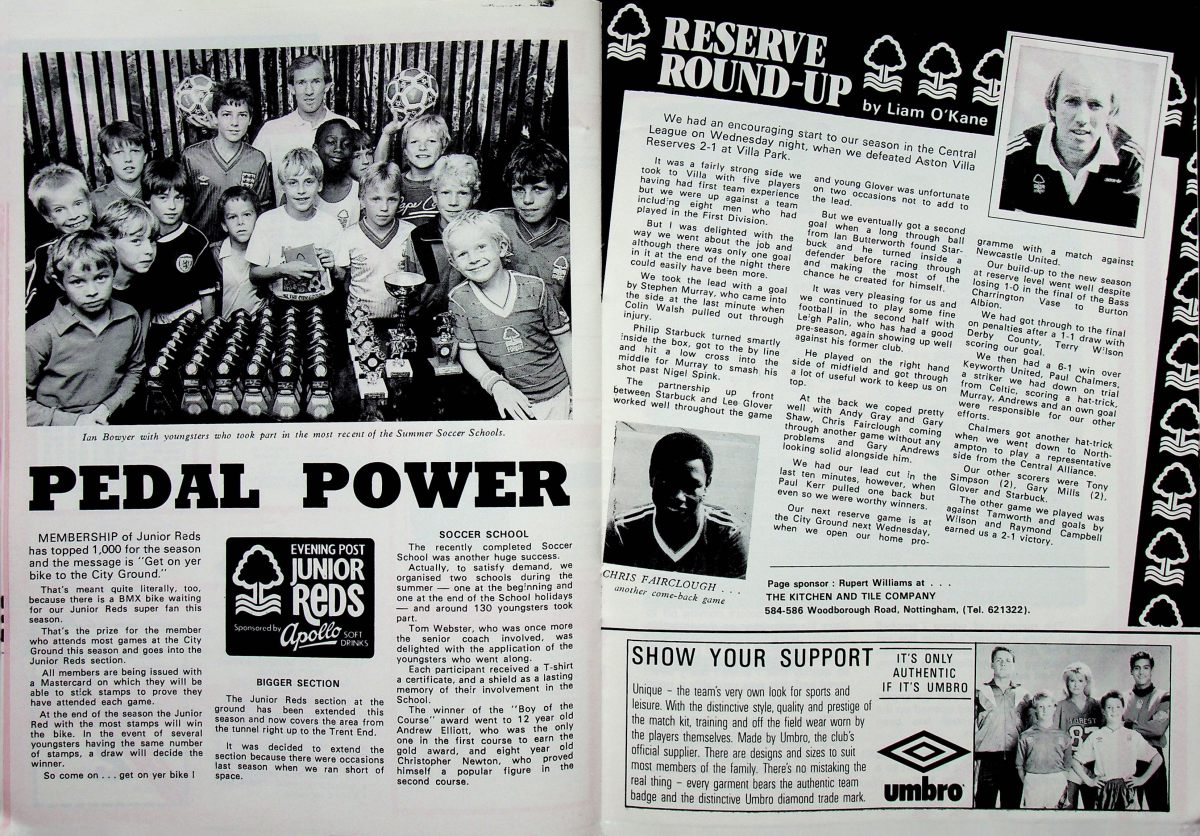 Ian Bowyer with youngsters who took part in the most recent of the Summer Soccer Schools.
PEDAL POWER
MEMBERSHIP of Junior Reds
has topped 1,000 for the season
and the message is "Get on yer
bike to the City Ground."
That's meant quite literally, too,
because there is a BMX bike waiting
for our Junior Reds super fan this
season.
That's the prize for the member
who attends most games at the City
Ground this season and goes into the
Junior Reds section.
All members are being issued with
a Mastercard on which they will be
able to stick stamps to prove they
have attended each game.
At the end of the season the Junior
Red with the most stamps will win
the bike. In the event of several
youngsters having the same number
of stamps, a draw will decide the
winner.
So come on . . . get on yer bike !
EVENING POST
JUNIOR
REDS
Sponsored by Apollo SOFT
DRINKS
BIGGER SECTION
The Junior Reds section at the
ground has been extended this
season and now covers the area from
the tunnel right up to the Trent End.
It was decided to extend the
section because there were occasions
last season when we ran short of
space.
SOCCER SCHOOL
The recently completed Soccer
School was another huge success.
Actually, to satisfy demand, we
organised two schools during the
summer — one at the beginning and
one at the end of the School holidays
— and around 130 youngsters took
part.
Tom Webster, who was once more
the senior coach involved, was
delighted with the application of the
youngsters who went along.
Each participant received a T-shirt
a certificate, and a shield as a lasting
memory of their involvement in the
School.
The winner of the "Boy of the
Course" award went to 12 year old
Andrew Elliott, who was the only
one in the first course to earn the
gold award, and eight year old
Christopher Newton, who proved
himself a popular figure in the
second course.
RESERVE
ROUND-UP
by Liam O'Kane
We had an encouraging start to our season in the Central
League on Wednesday night, when we defeated Aston Villa
Reserves 2-1 at Villa Park.
It was a fairly strong side we
took to Villa with five players
having had first team experience
but we were up against a team
including eight men who had
played in the First Division.
But I was delighted with the
way we went about the job and
although there was only one goal
in it at the end of the night there
could easily have been more.
We took the lead with a goal
by Stephen Murray, who came into
the side at the last minute when
Colin Walsh pulled out through
injury.
Philip Starbuck turned smartly
inside the box, got to the by line
and hit a low cross into the
middle for Murray to smash his
shot past Nigel Spink.
The partnership up front
between Starbuck and Lee Glover
worked well throughout the game
CHRIS FAIRCLOUGH . . .
another come-back game
and young Glover was unfortunate
on two occasions not to add to
the lead.
But we eventually got a second
goal when a long through ball
from Ian Butterworth found Star-
buck and he turned inside a
defender before racing through
and making the most of the
chance he created for himself.
It was very pleasing for us and
we continued to play some fine
football in the second half with
Leigh Palin, who has had a good
pre-season, again showing up well
against his former club.
He played on the right hand
side of midfield and got through
a lot of useful work to keep us on
top.
At the back we coped pretty
well with Andy Gray and Gary
Shaw, Chris Fairclough coming
through another game without any
problems and Gary Andrews
looking solid alongside him.
We had our lead cut in the
last ten minutes, however, when
Paul Kerr pulled one back but
even so we were worthy winners.
Our next reserve game is at
the City Ground next Wednesday,
when we open our home pro-
gramme with a match against
Newcastle United.
Our build-up to the new season
at reserve level went well despite
losing 1-0 in the final of the Bass
Charrington Vase to Burton
Albion.
We had got through to the final
on penalties after a 1-1 draw with
Derby County, Terry Wilson
scoring our goal.
We then had a 6-1 win over
Keyworth United, Paul Chalmers,
a striker we had down on trial
from Celtic, scoring a hat-trick,
Murray, Andrews and an own goal
were responsible for our other
efforts.
Chalmers got another hat-trick
when we went down to North-
ampton to play a representative
side from the Central Alliance.
Our other scorers were Tony
Simpson (2), Gary Mills (2),
Glover and Starbuck.
The other game we played was
against Tamworth and goals by
Wilson and Raymond Campbell
earned us a 2-1 victory.
Page sponsor : Rupert Williams at . . .
THE KITCHEN AND TILE COMPANY
584-586 Woodborough Road, Nottingham, (Tel. 621322).
SHOW YOUR SUPPORT
IT'S ONLY
AUTHENTIC
IF IT'S UMBRO
Unique – the team's very own look for sports and
leisure. With the distinctive style, quality and prestige of
the match kit, training and off the field wear worn by
the players themselves. Made by Umbro, the club's
official supplier. There are designs and sizes to suit
most members of the family. There's no mistaking the
real thing – every garment bears the authentic team
badge and the distinctive Umbro diamond trade mark.
umbro